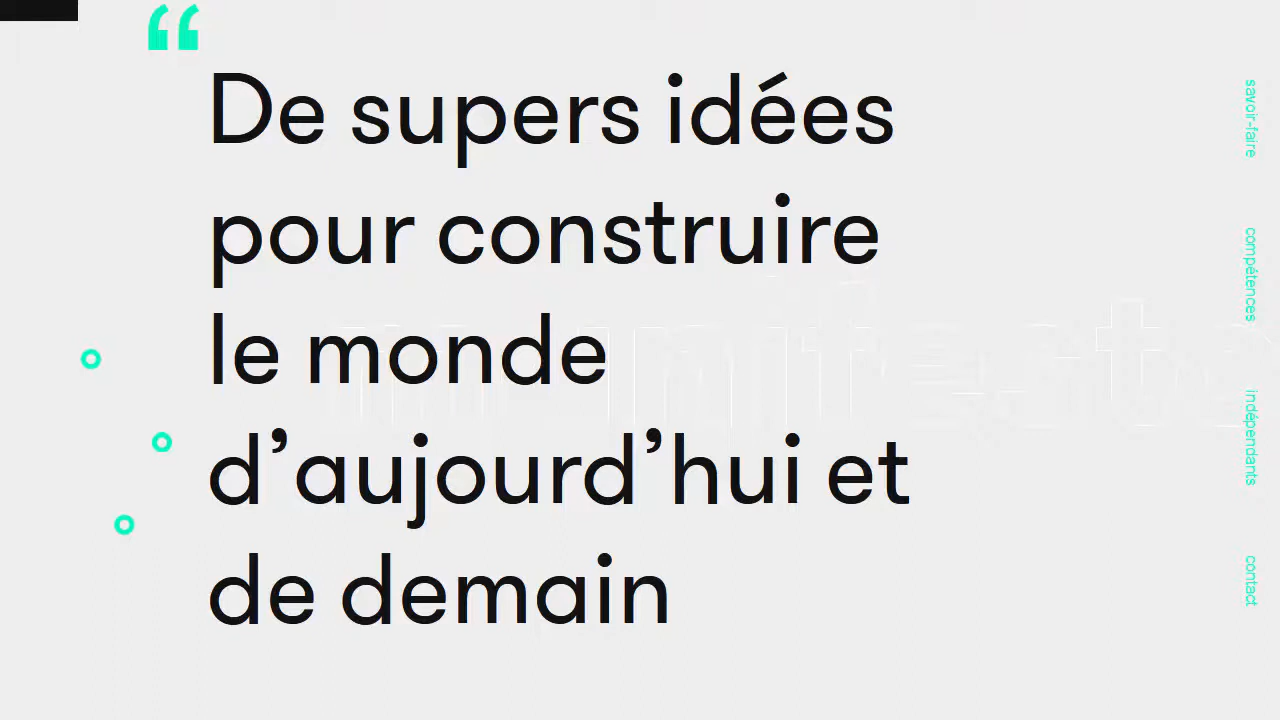 “
De supers idées
pour construire
le monde
d’aujourd’hui et
de demain
savoir-faire
compétences
indépendants
contact